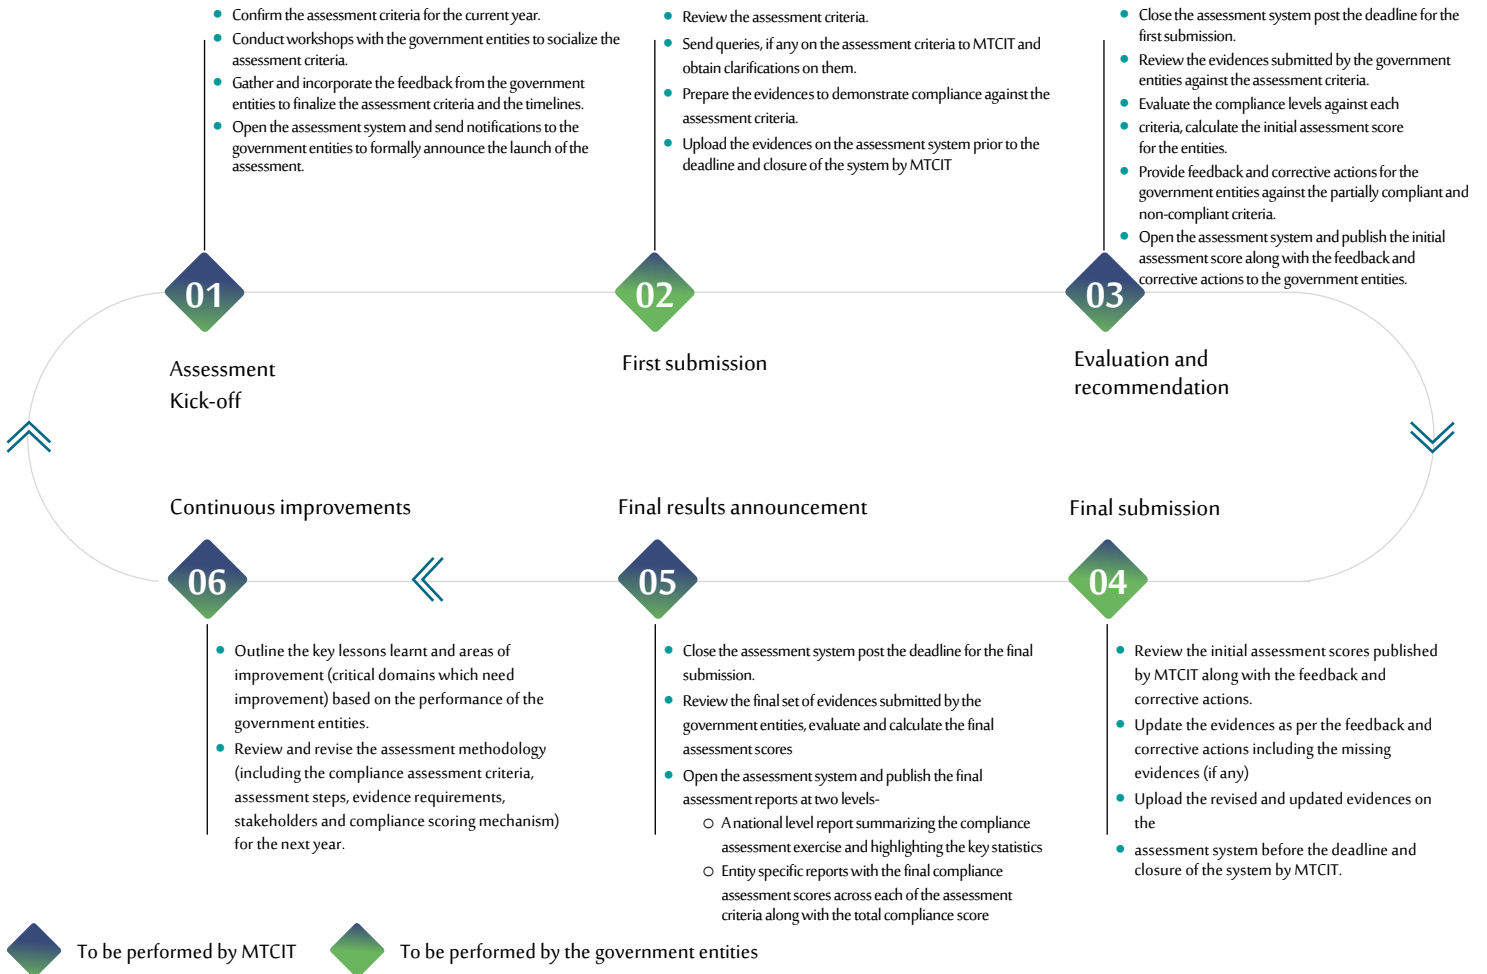 Confirm the assessment criteria for the current year.
Conduct workshops with the government entities to socialize the
assessment criteria.
Gather and incorporate the feedback from the government
entities to finalize the assessment criteria and the timelines.
Open the assessment system and send notifications to the
government entities to formally announce the launch of the
assessment.
01
Assessment
Kick-off
Review the assessment criteria.
Send queries, if any on the assessment criteria to MTCIT and
obtain clarifications on them.
Prepare the evidences to demonstrate compliance against the
assessment criteria.
Upload the evidences on the assessment system prior to the
deadline and closure of the system by MTCIT
02
First submission
Close the assessment system post the deadline for the
first submission.
Review the evidences submitted by the government
entities against the assessment criteria.
Evaluate the compliance levels against each
criteria, calculate the initial assessment score
for the entities.
Provide feedback and corrective actions for the
government entities against the partially compliant and
non-compliant criteria.
Open the assessment system and publish the initial
assessment score along with the feedback and
corrective actions to the government entities.
03
Evaluation and
recommendation
Final submission
04
Review the initial assessment scores published
by MTCIT along with the feedback and
corrective actions.
Update the evidences as per the feedback and
corrective actions including the missing
evidences (if any)
Upload the revised and updated evidences on
the
assessment system before the deadline and
closure of the system by MTCIT.
Final results announcement
05
Close the assessment system post the deadline for the final
submission.
Review the final set of evidences submitted by the
government entities, evaluate and calculate the final
assessment scores
Open the assessment system and publish the final
assessment reports at two levels-
A national level report summarizing the compliance
assessment exercise and highlighting the key statistics
Entity specific reports with the final compliance
assessment scores across each of the assessment
criteria along with the total compliance score
Continuous improvements
06
Outline the key lessons learnt and areas of
improvement (critical domains which need
improvement) based on the performance of the
government entities.
Review and revise the assessment methodology
(including the compliance assessment criteria,
assessment steps, evidence requirements,
stakeholders and compliance scoring mechanism)
for the next year.
To be performed by MTCIT
To be performed by the government entities